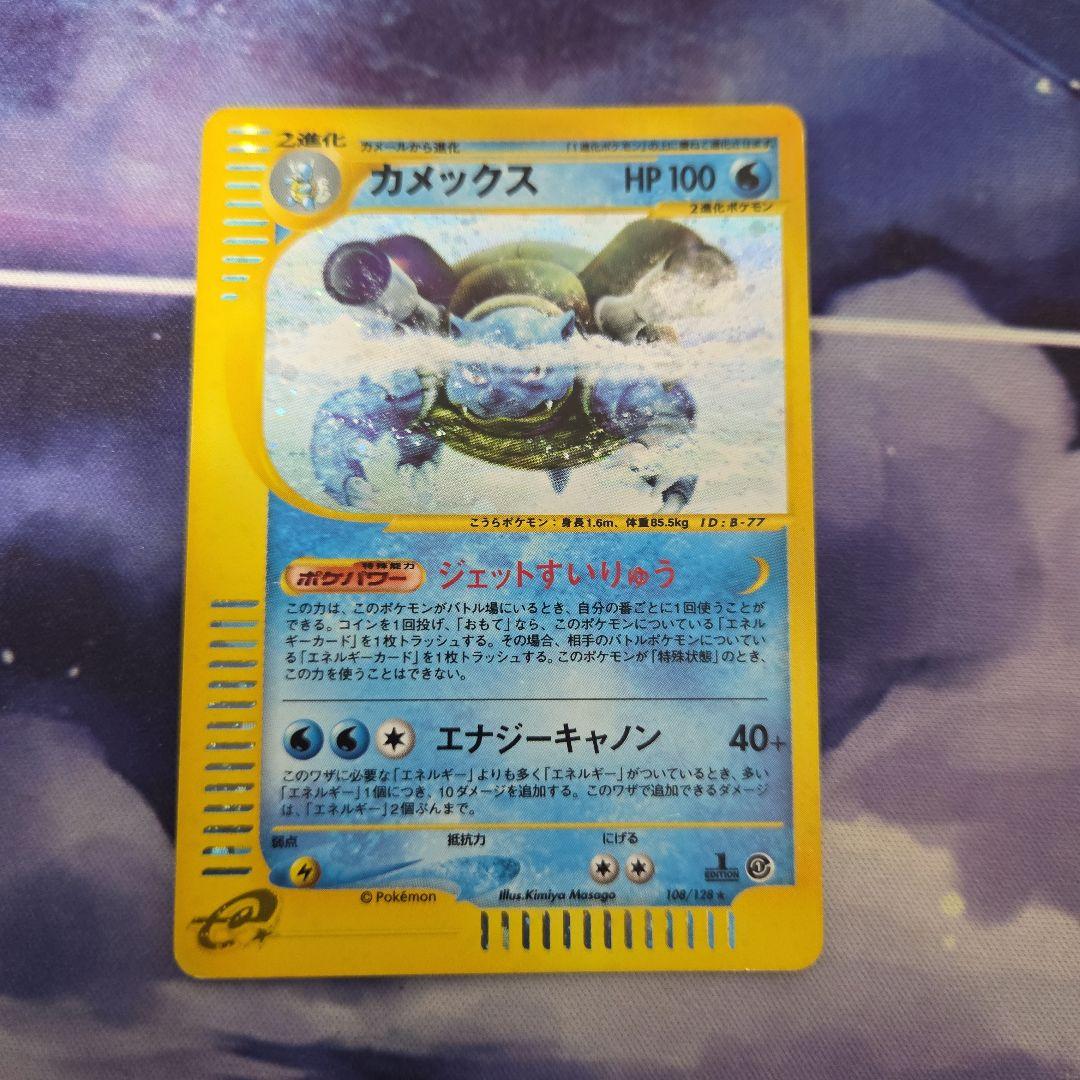 2進化
カメールから進化
「1進化ポケモン」の上に重ねて進化させます
カメックス HP 100
2進化ポケモン
こうらポケモン：身長1.6m、体重85.5kg ID : B-77
特殊能力
ポケパワー ジェットすいりゅう
この力は、このポケモンがバトル場にいるとき、自分の番ごとに1回使うことが
できる。コインを1回投げ、「おもて」なら、このポケモンについている「エネル
ギーカード」を1枚トラッシュする。その場合、相手のバトルポケモンについてい
る「エネルギーカード」を1枚トラッシュする。このポケモンが「特殊状態」のとき、
この力を使うことはできない。
エナジーキャノン 40+
このワザに必要な「エネルギー」よりも多く「エネルギー」がついているとき、多い
「エネルギー」1個につき、10ダメージを追加する。このワザで追加できるダメージ
は、「エネルギー」2個ぶんまで。
弱点 抵抗力 にげる
1
EDITION
© Pokémon Illus.Kimiya Masago 108/128 ★
e